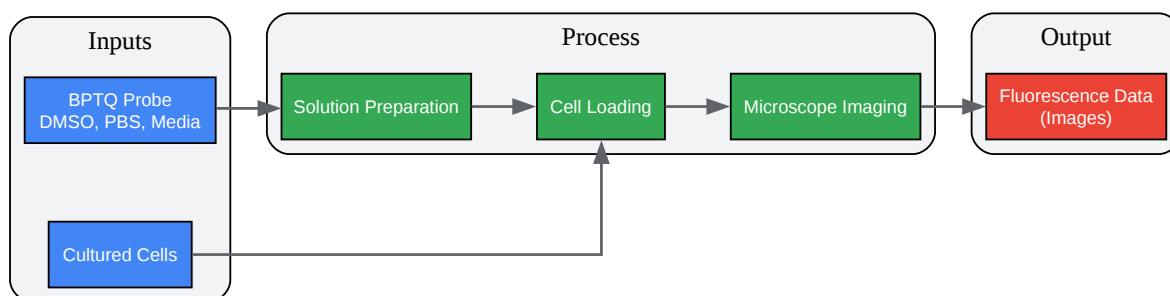 Inputs
BPTQ Probe
DMSO, PBS, Media
Cultured Cells
Process
Solution Preparation
Cell Loading
Microscope Imaging
Output
Fluorescence Data
(Images)